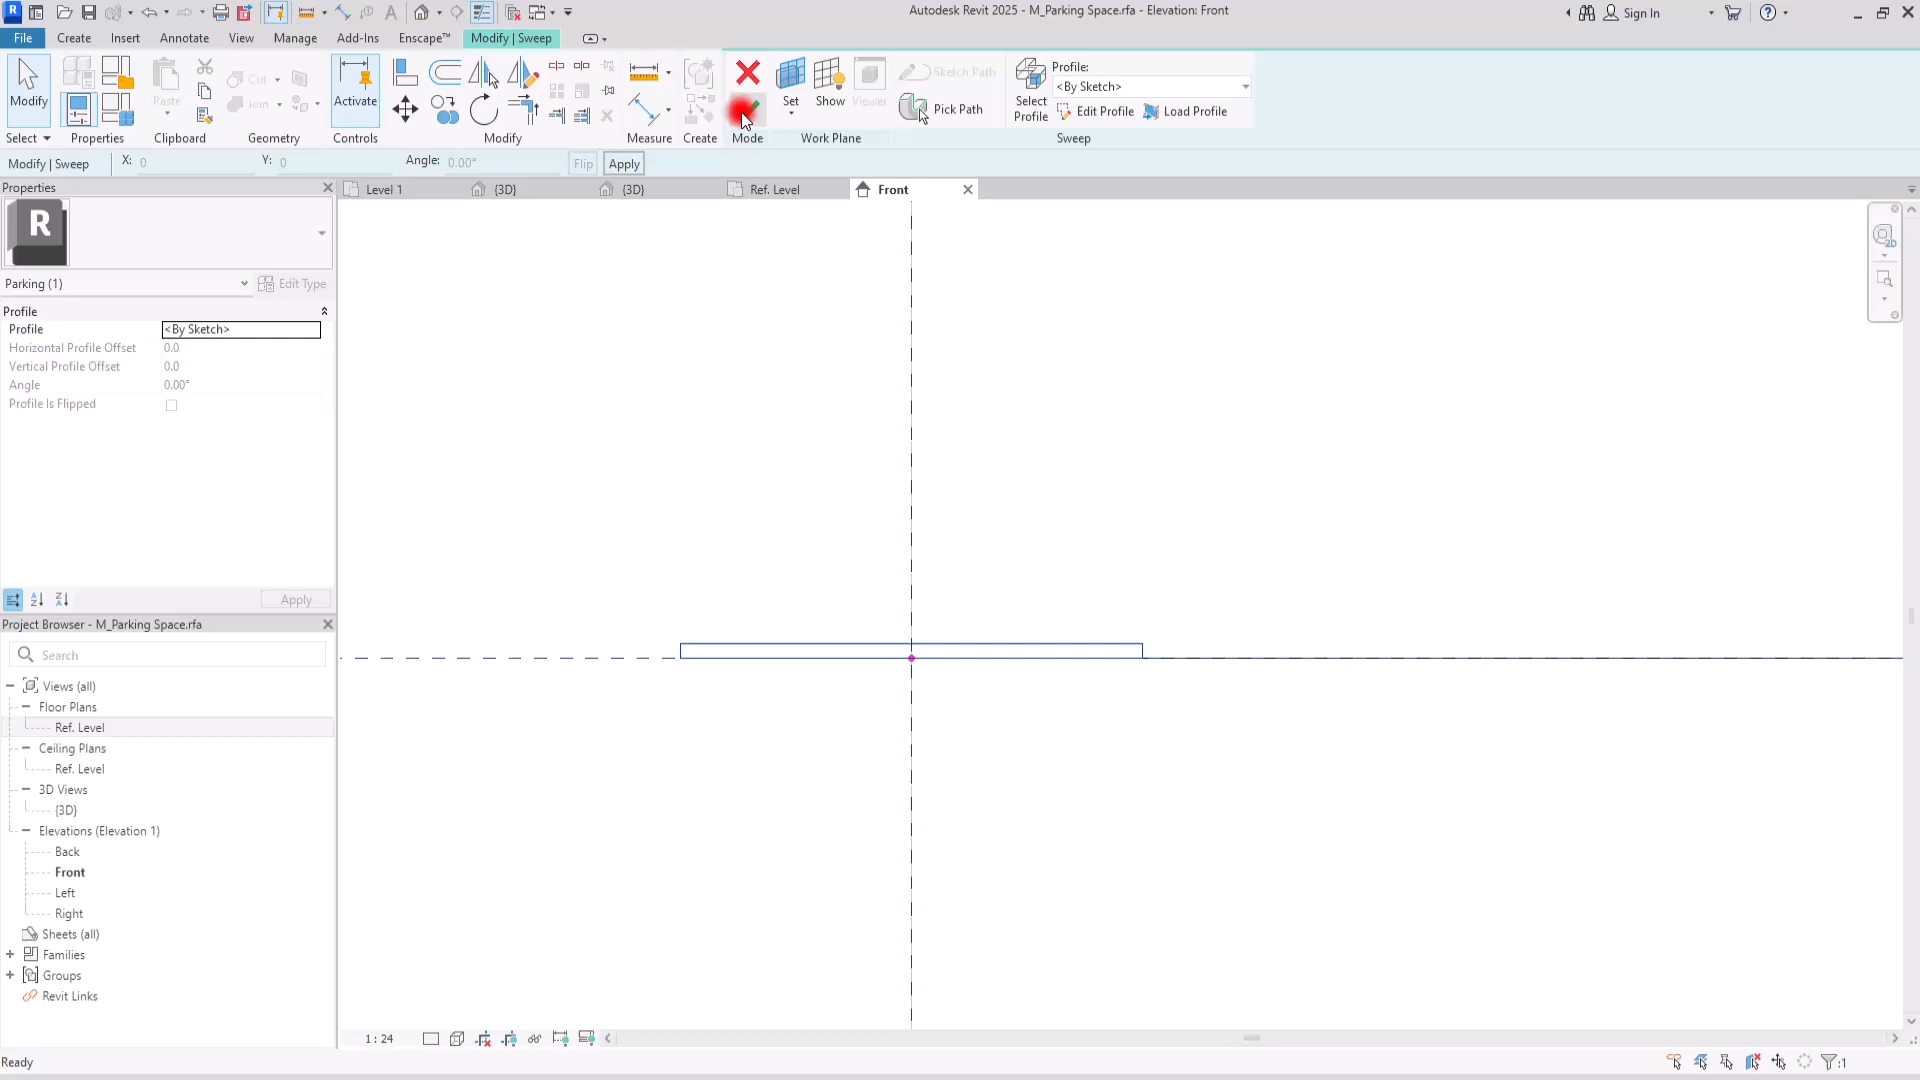 Autodesk Revit 2025 - M_Parking Space.rfa - Elevation: Front
Sign In
File
Create
Insert
Annotate
View
Manage
Add-Ins
Enscape™
Modify | Sweep
Modify
Paste
Cut
Join
Activate
Set
Show
Viewer
Sketch Path
Pick Path
Select
Profile
Profile:
<By Sketch>
Edit Profile
Load Profile
Select
Properties
Clipboard
Geometry
Controls
Modify
Measure
Create
Mode
Work Plane
Sweep
Modify | Sweep
X: 0
Y: 0
Angle: 0.00°
Flip
Apply
Properties
Level 1
{3D}
{3D}
Ref. Level
Front
R
Parking (1)
Edit Type
Profile
Profile <By Sketch>
Horizontal Profile Offset 0.0
Vertical Profile Offset 0.0
Angle 0.00°
Profile Is Flipped
Apply
Project Browser - M_Parking Space.rfa
Search
Views (all)
Floor Plans
Ref. Level
Ceiling Plans
Ref. Level
3D Views
{3D}
Elevations (Elevation 1)
Back
Front
Left
Right
Sheets (all)
Families
Groups
Revit Links
1 : 24
Ready
:1
2D